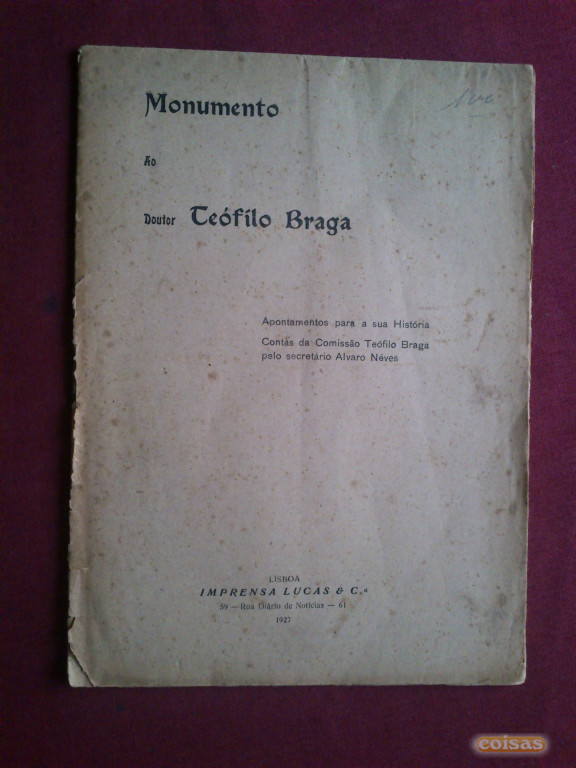 Monumento
Ao
Doutor Teófilo Braga
Apontamentos para a sua História
Contas da Comissão Teófilo Braga
pelo secretário Alvaro Néves
LISBOA
IMPRENSA LUCAS & C.ª
59 — Rua Diário de Notícias — 61
1927
coisas